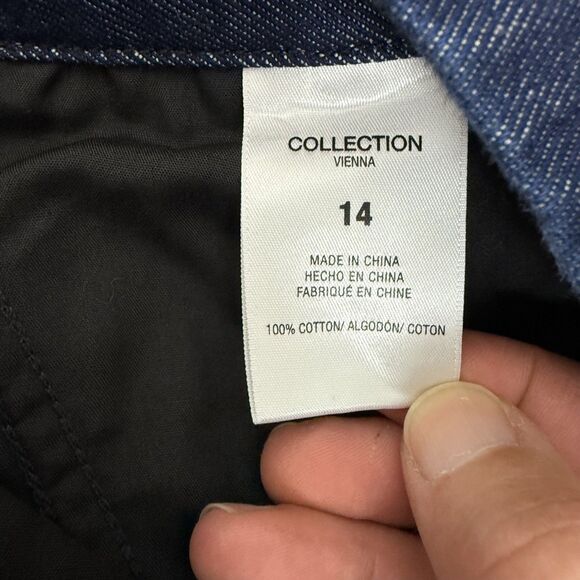 COLLECTION
VIENNA
14
MADE IN CHINA
HECHO EN CHINA
FABRIQUÉ EN CHINE
100% COTTON/ ALGODÓN/ COTON